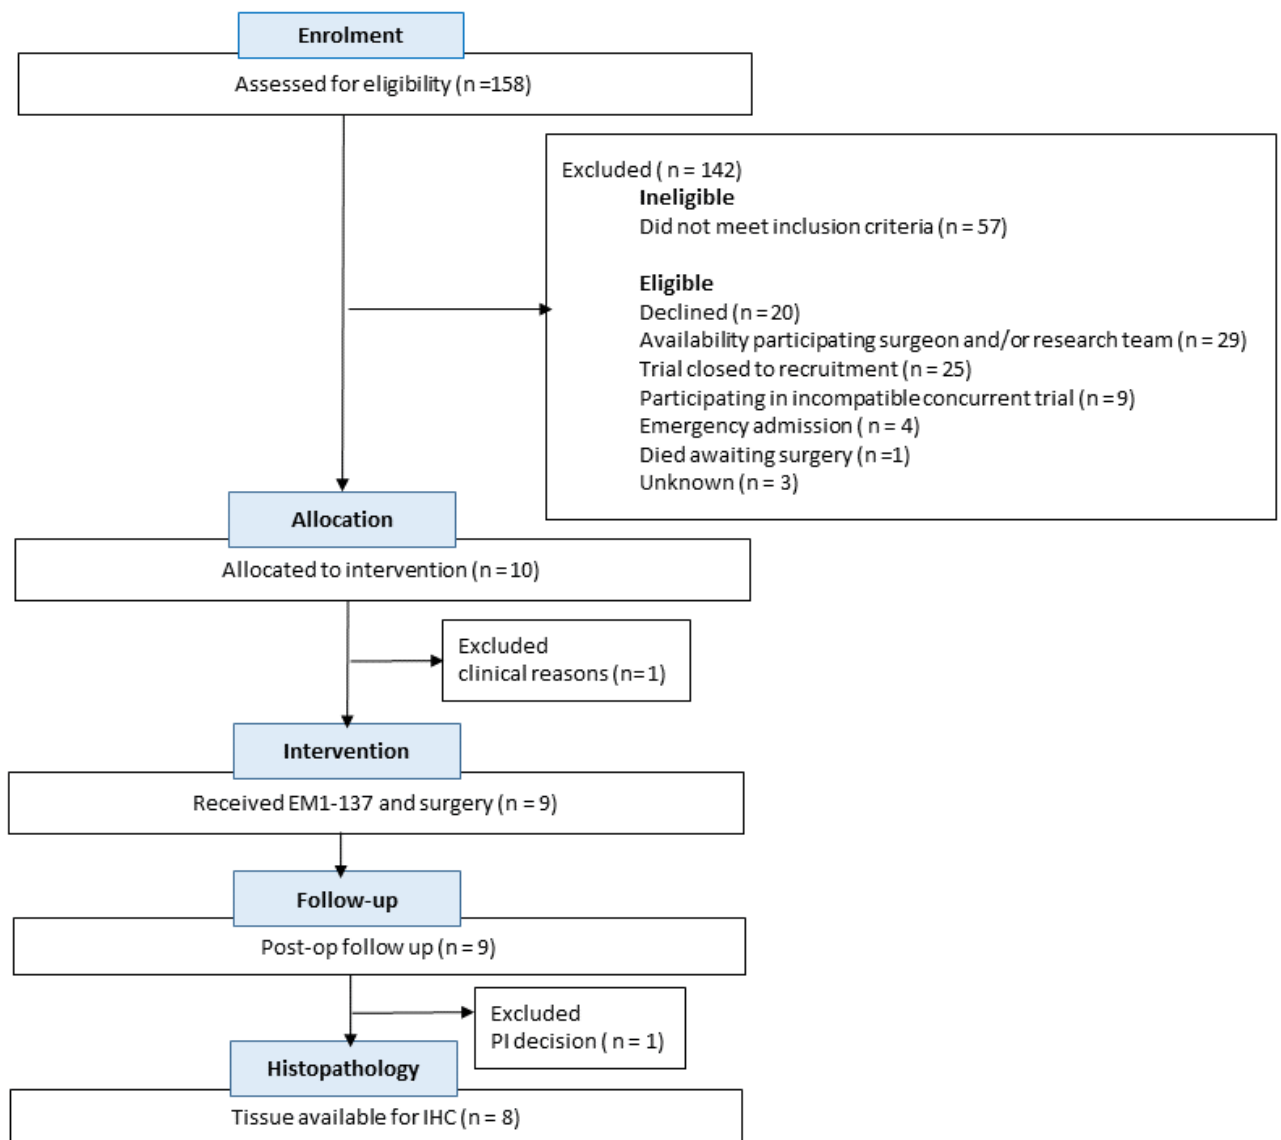 Enrolment
Assessed for eligibility (n =158)
Excluded ( n = 142)
Ineligible
Did not meet inclusion criteria (n = 57)
Eligible
Declined (n = 20)
Availability participating surgeon and/or research team (n = 29)
Trial closed to recruitment (n = 25)
Participating in incompatible concurrent trial (n = 9)
Emergency admission ( n = 4)
Died awaiting surgery (n =1)
Unknown (n = 3)
Allocation
Allocated to intervention (n = 10)
Excluded
clinical reasons (n= 1)
Intervention
Received EM1-137 and surgery (n = 9)
Follow-up
Post-op follow up (n = 9)
Excluded
PI decision ( n = 1)
Histopathology
Tissue available for IHC (n = 8)